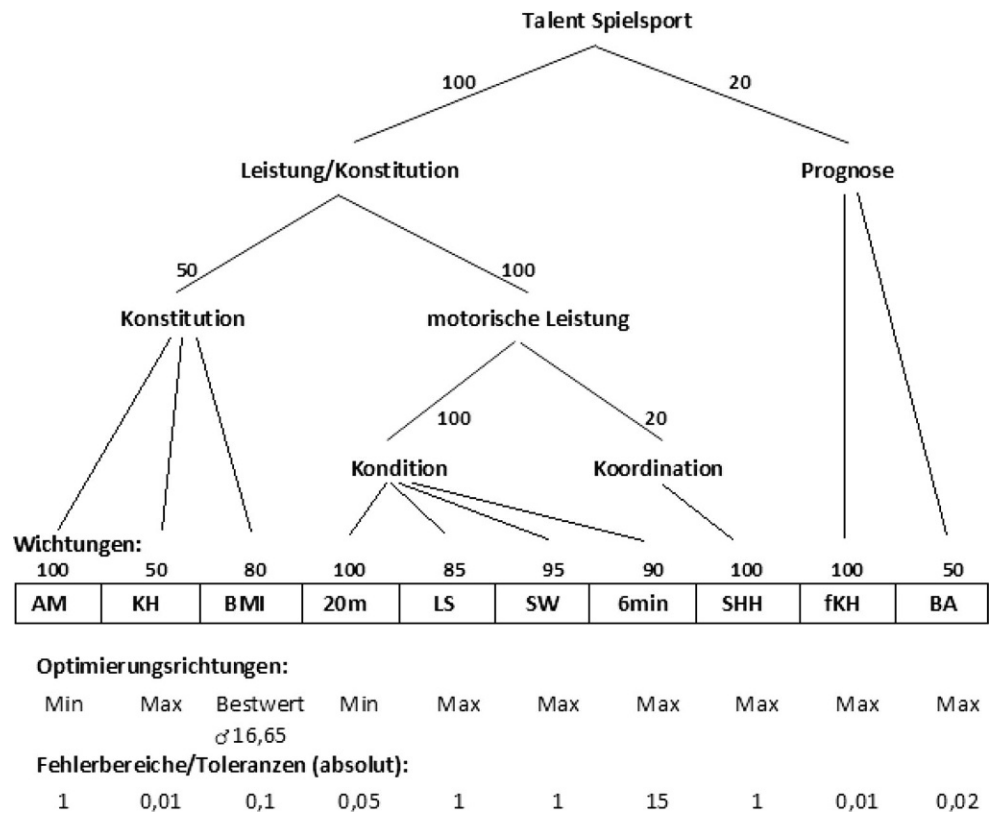 Talent Spielsport
100 20
Leistung/Konstitution Prognose
50 100
Konstitution motorische Leistung
100 20
Kondition Koordination
Wichtungen:
100 50 80 100 85 95 90 100 100 50
AM KH BMI 20m LS SW 6min SHH fKH BA
Optimierungsrichtungen:
Min Max Bestwert Min Max Max Max Max Max Max
♂16,65
Fehlerbereiche/Toleranzen (absolut):
1 0,01 0,1 0,05 1 1 15 1 0,01 0,02